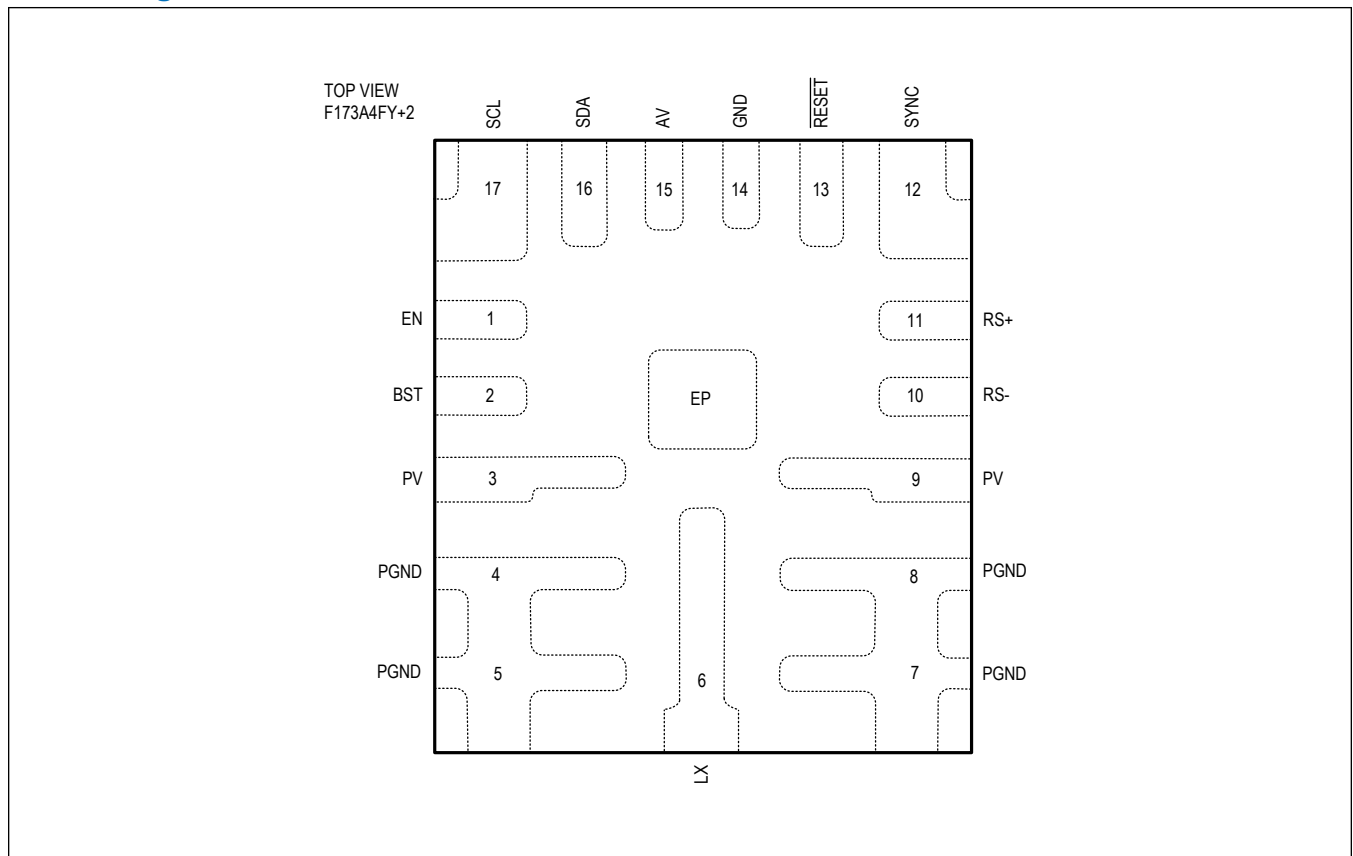 TOP VIEW
F173A4FY+2
SCL
SDA
AV
GND
RESET
SYNC
17
16
15
14
13
12
EN
1
11
RS+
BST
2
EP
10
RS-
PV
3
9
PV
PGND
4
8
PGND
PGND
5
6
7
PGND
LX